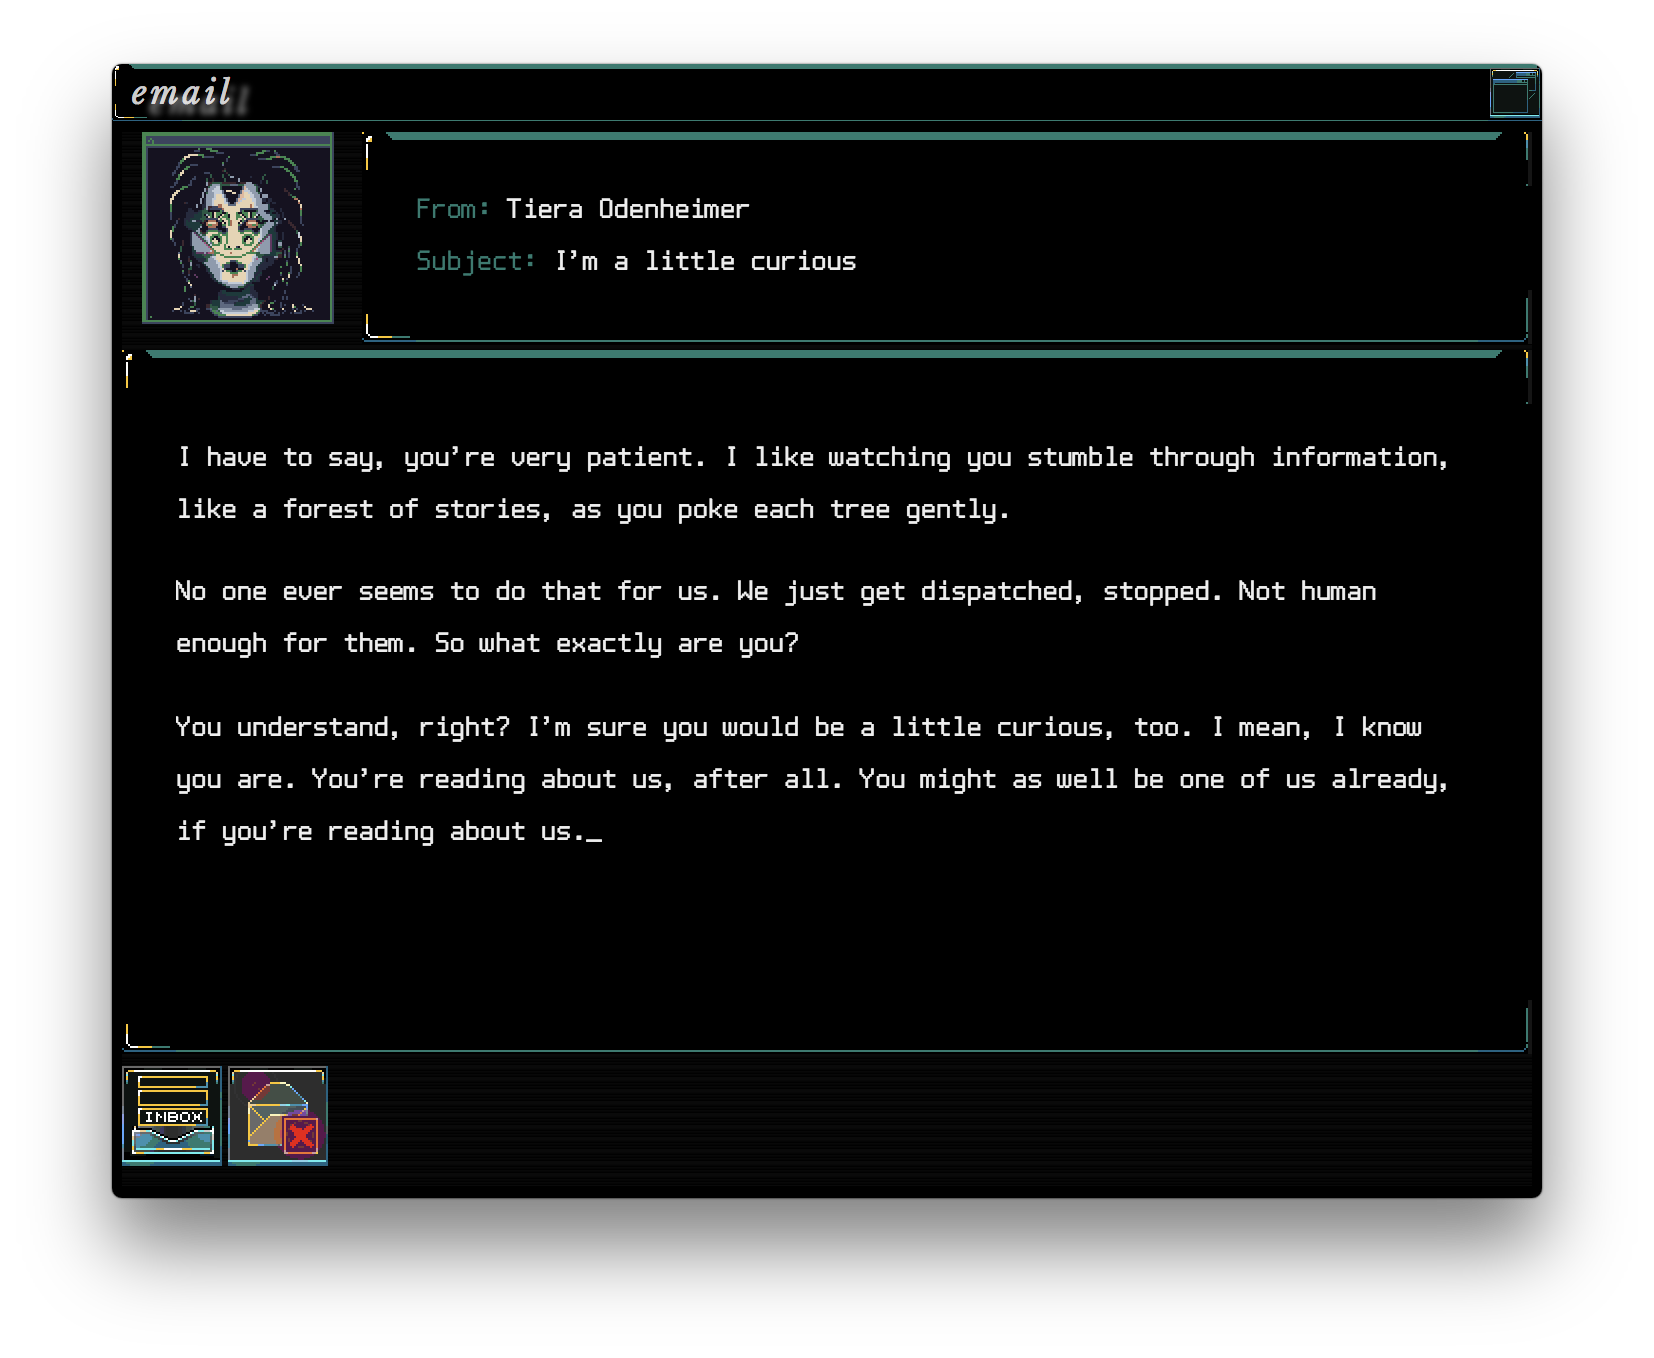 email
From: Tiera Odenheimer
Subject: I’m a little curious
I have to say, you’re very patient. I like watching you stumble through information,
like a forest of stories, as you poke each tree gently.
No one ever seems to do that for us. We just get dispatched, stopped. Not human
enough for them. So what exactly are you?
You understand, right? I’m sure you would be a little curious, too. I mean, I know
you are. You’re reading about us, after all. You might as well be one of us already,
if you’re reading about us._
INBOX